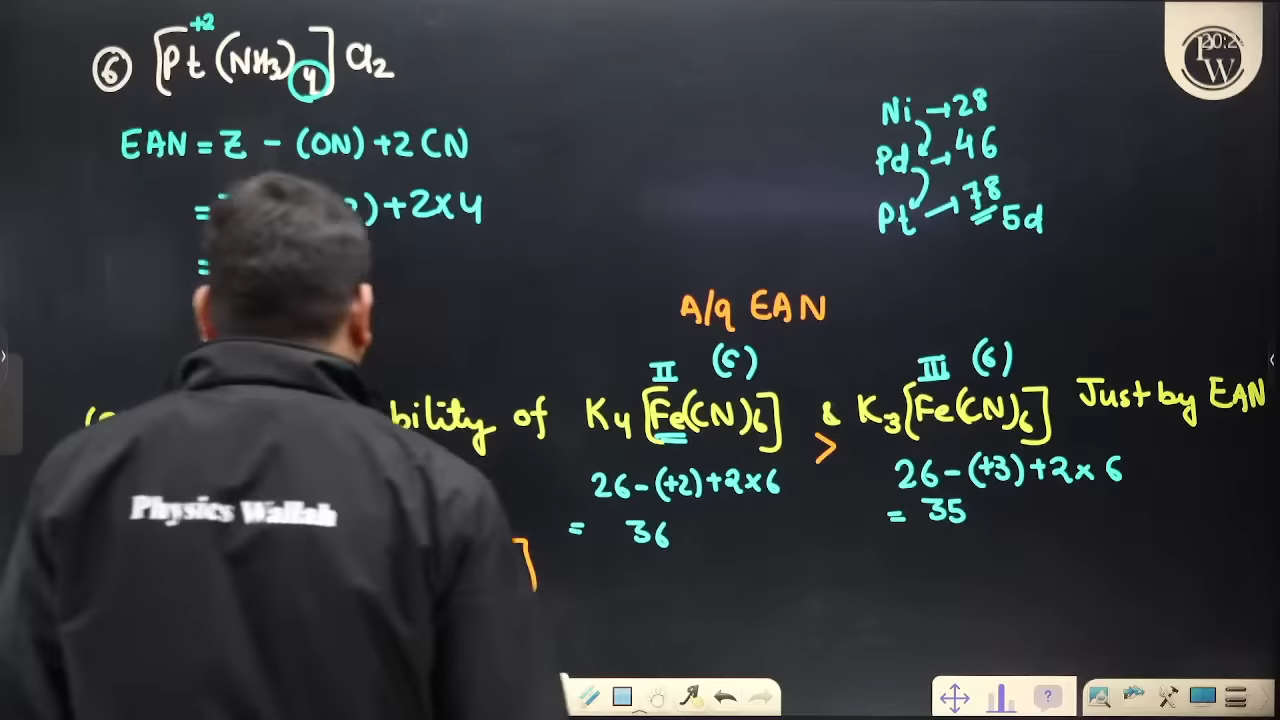 ⑥ [Pt(NH3)4]Cl2
+2
EAN = Z - (ON) + 2CN
= ) + 2×4
=
Ni → 28
Pd → 46
Pt → 78 5d
A/q EAN
II (6) III (6)
bility of K4[Fe(CN)6] & K3[Fe(CN)6] Just by EAN
>
26-(+2)+2×6 26-(+3)+2×6
= 36 = 35
]
Physics Wallah
PW